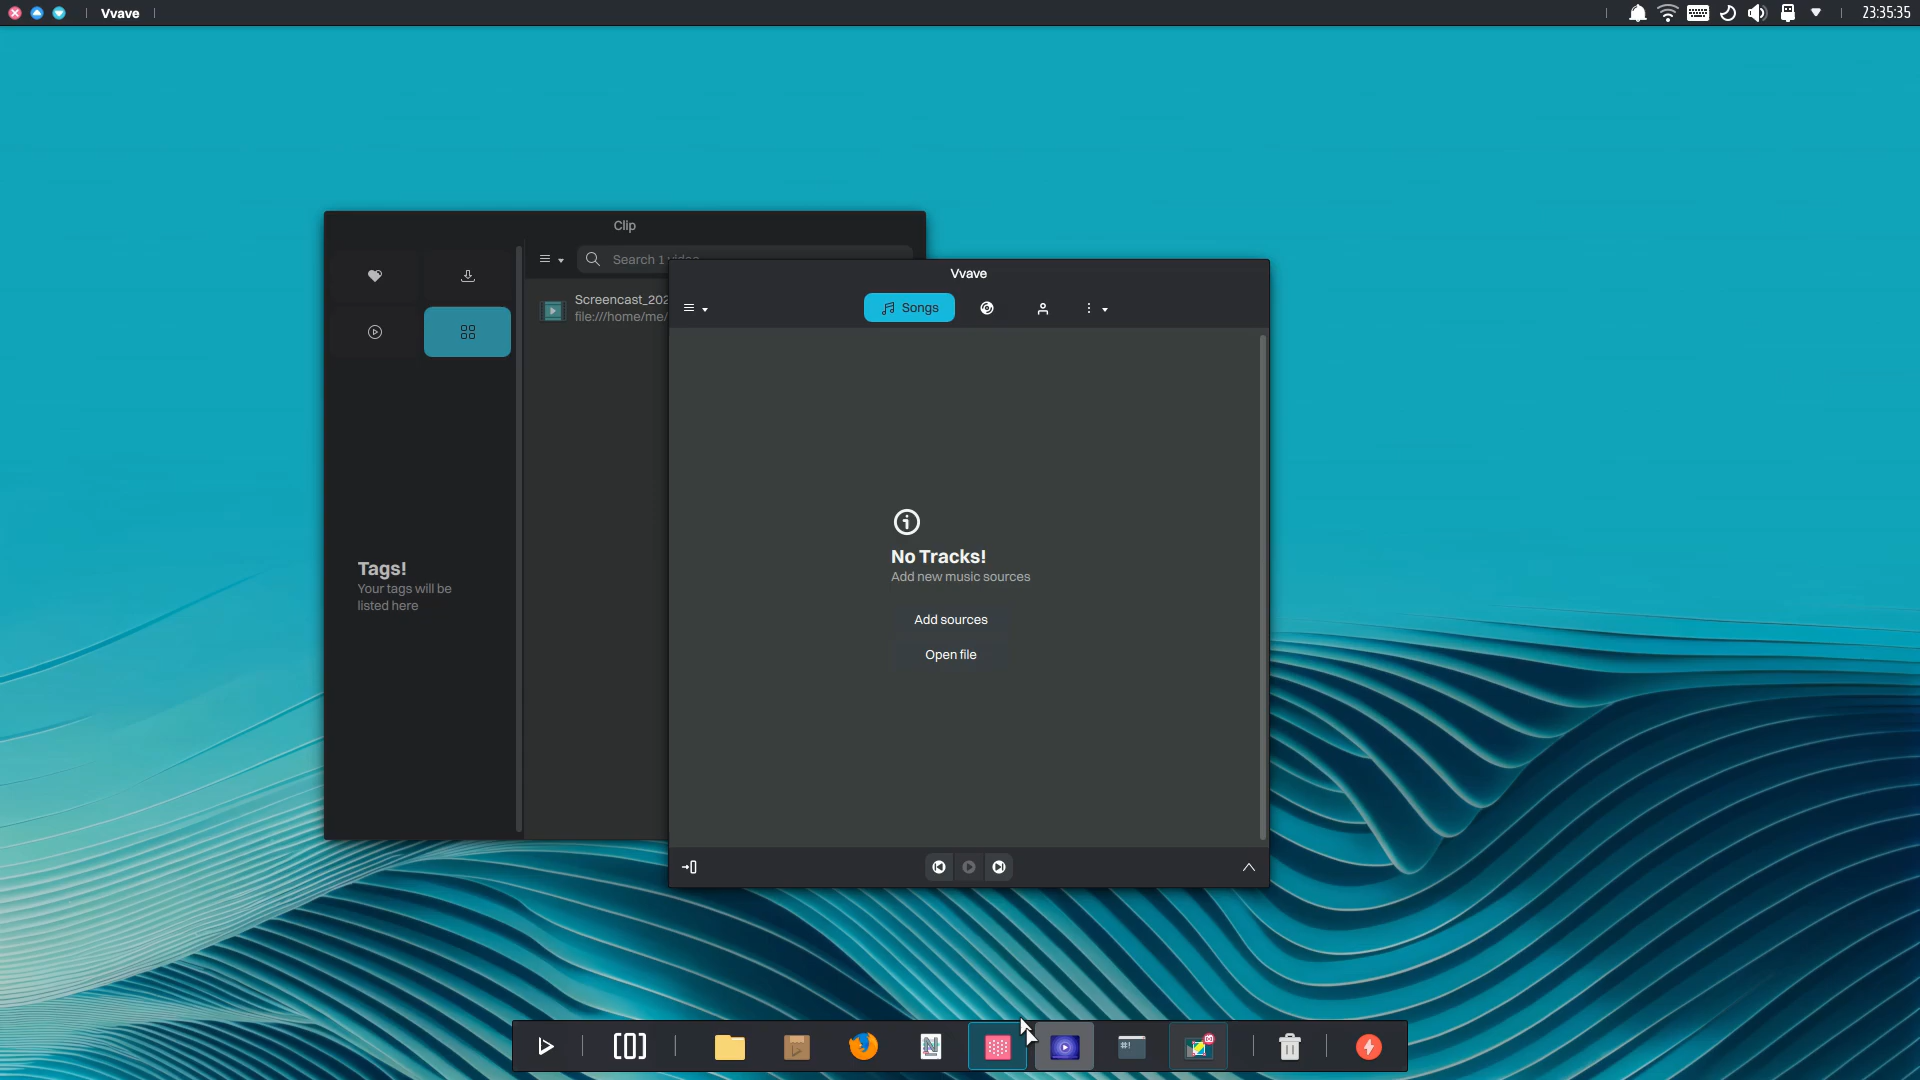 Vvave
23:35:35
Clip
Search 1 video
Screencast_202
file:///home/me/
Tags!
Your tags will be
listed here
Vvave
Songs
No Tracks!
Add new music sources
Add sources
Open file
#!